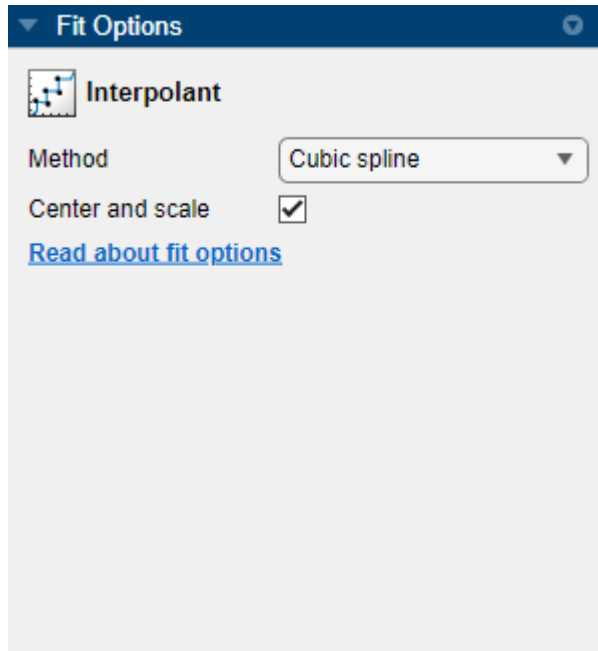 Fit Options
Interpolant
Method Cubic spline
Center and scale
Read about fit options